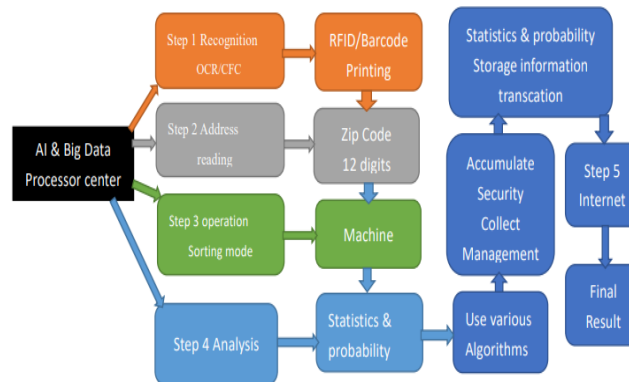 Step 1 Recognition
OCR/CFC
RFID/Barcode
Printing
Statistics & probability
Storage information
transcation
Step 2 Address
reading
Zip Code
12 digits
AI & Big Data
Processor center
Accumulate
Security
Collect
Management
Step 5
Internet
Step 3 operation
Sorting mode
Machine
Step 4 Analysis
Statistics &
probability
Use various
Algorithms
Final
Result